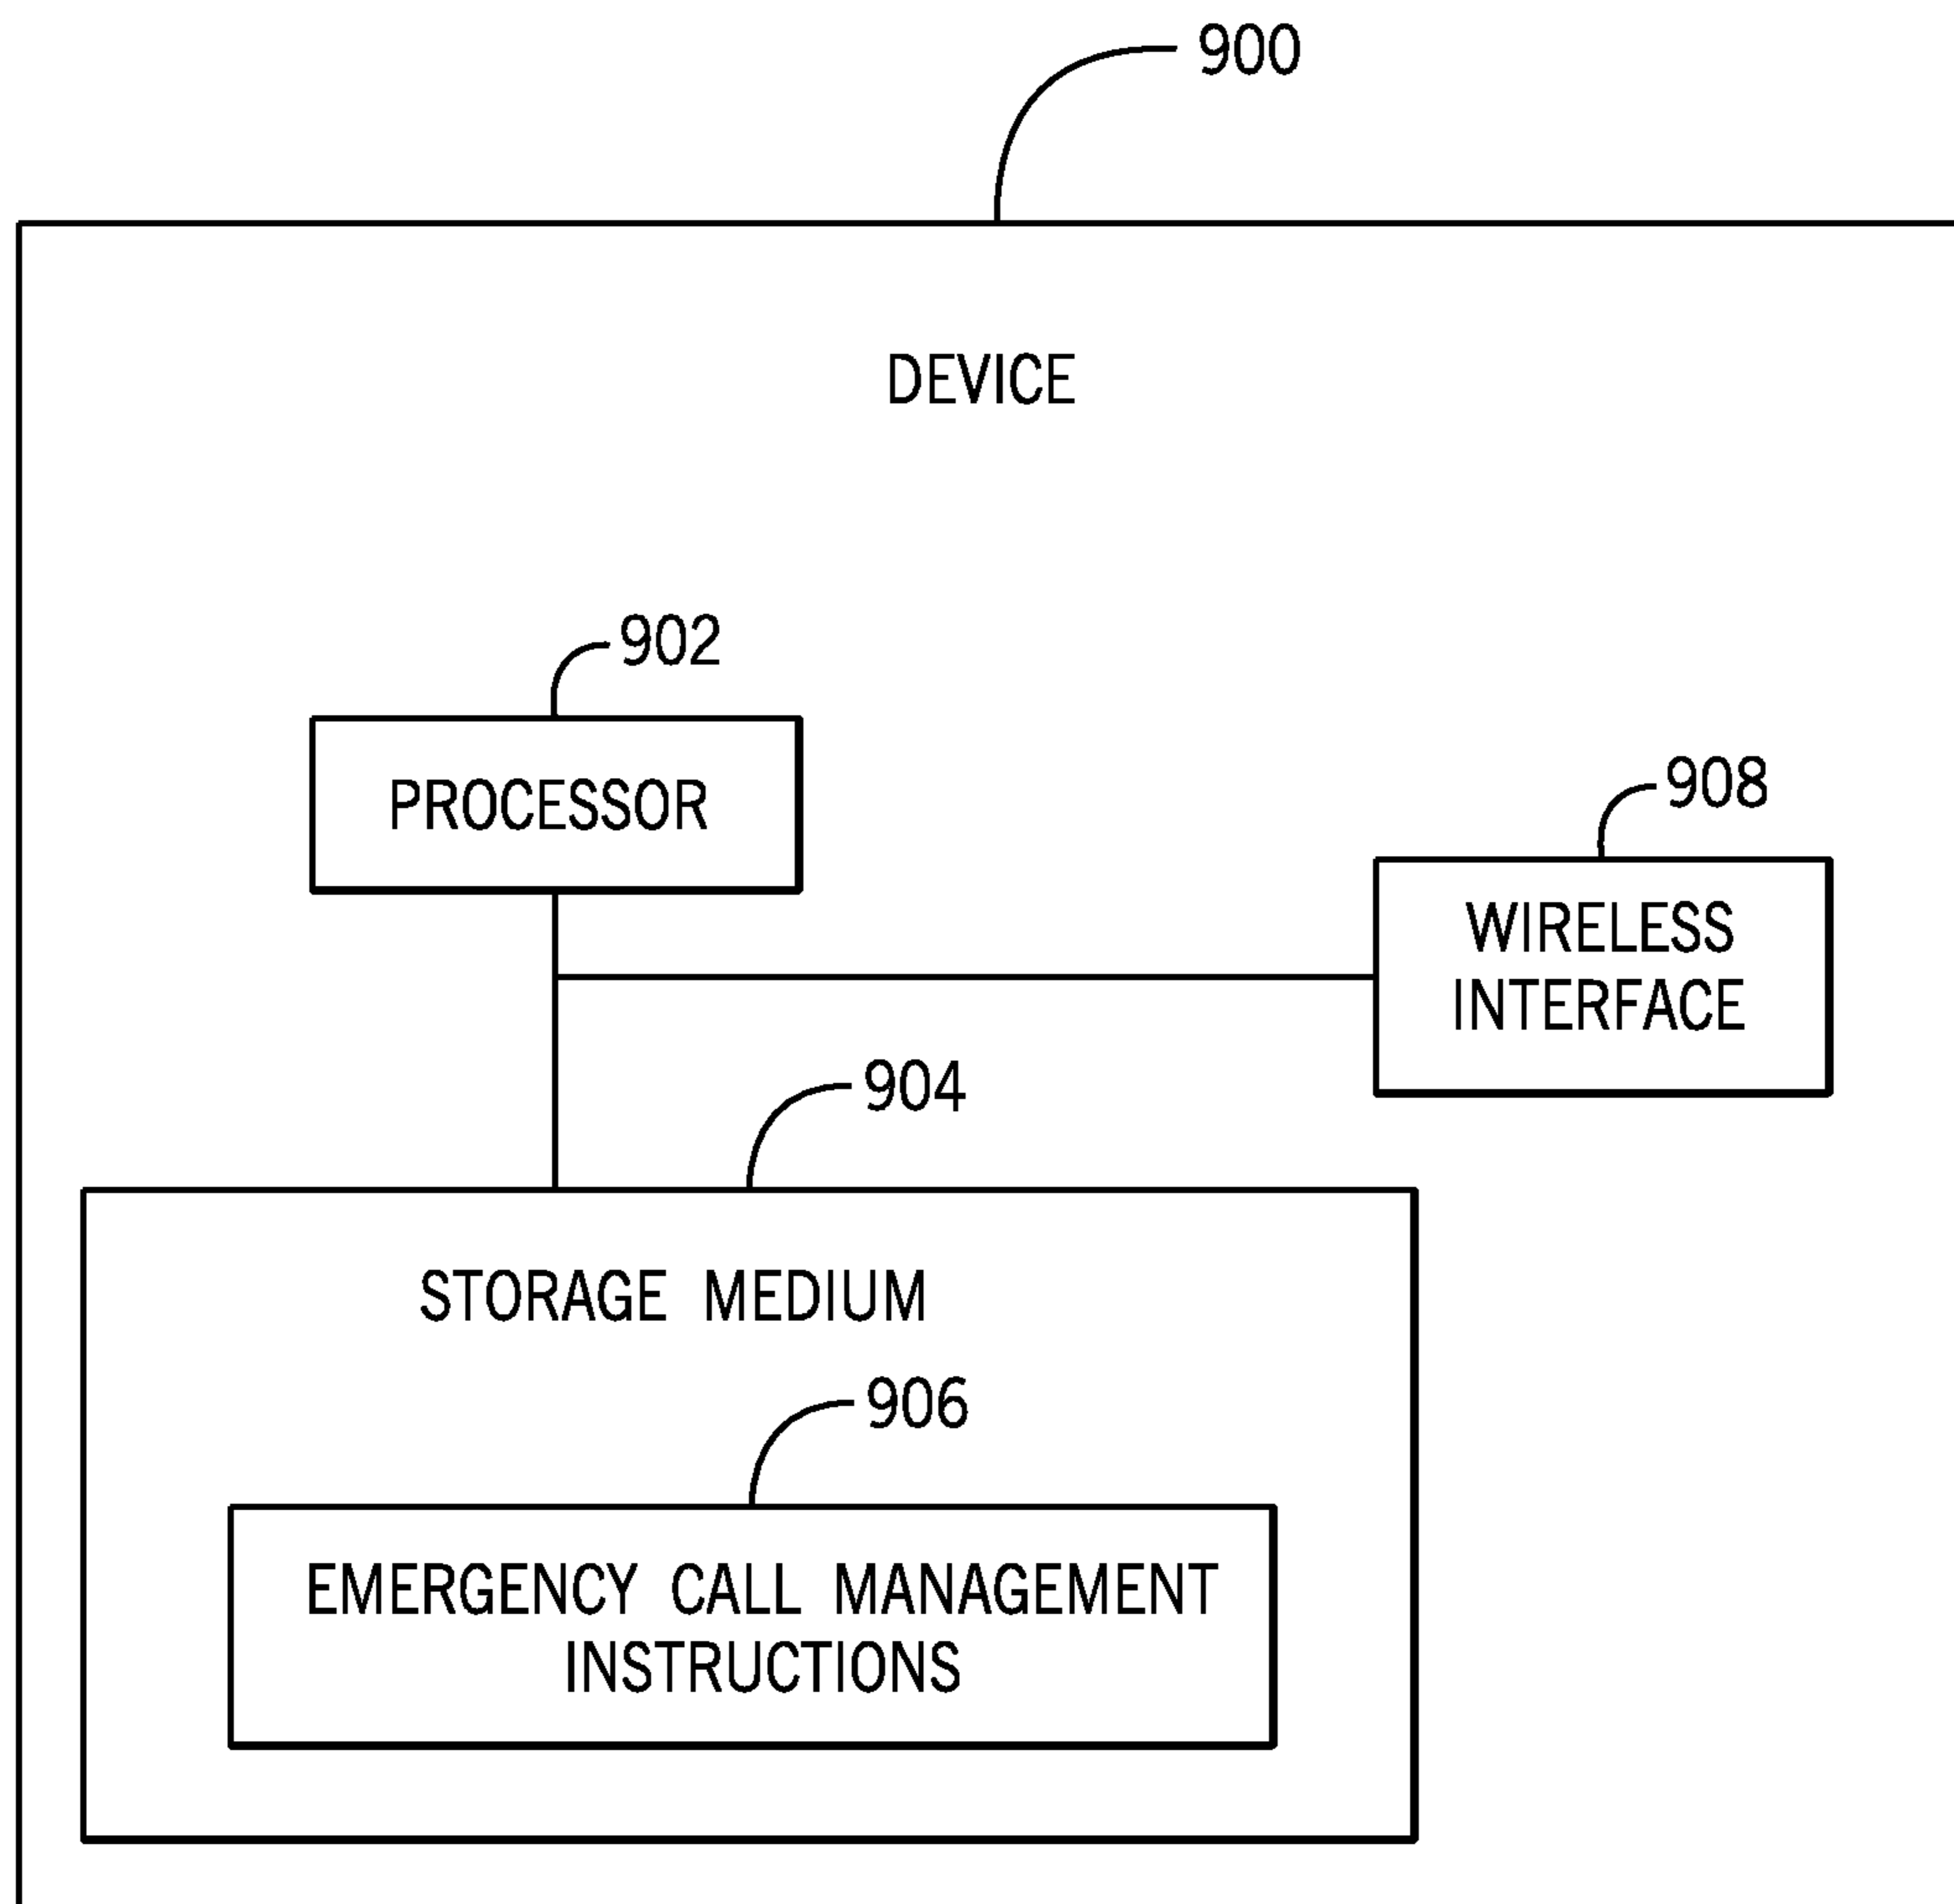 900
DEVICE
902
PROCESSOR
908
WIRELESS
INTERFACE
904
STORAGE MEDIUM
906
EMERGENCY CALL MANAGEMENT
INSTRUCTIONS